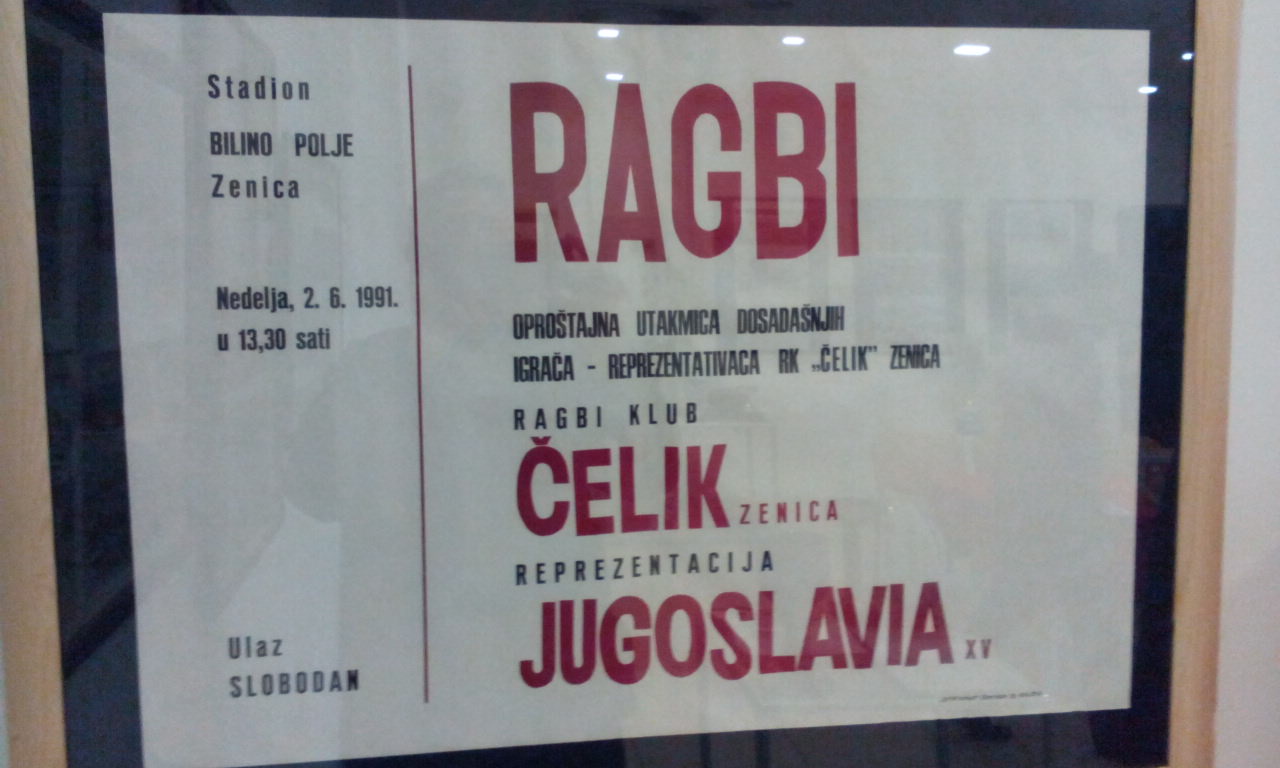 Stadion
BILINO POLJE
Zenica
Nedelja, 2. 6. 1991.
u 13,30 sati
Ulaz
SLOBODAN
RAGBI
OPROŠTAJNA UTAKMICA DOSADAŠNJIH
IGRAČA - REPREZENTATIVACA RK „ČELIK” ZENICA
RAGBI KLUB
ČELIK ZENICA
REPREZENTACIJA
JUGOSLAVIA XV